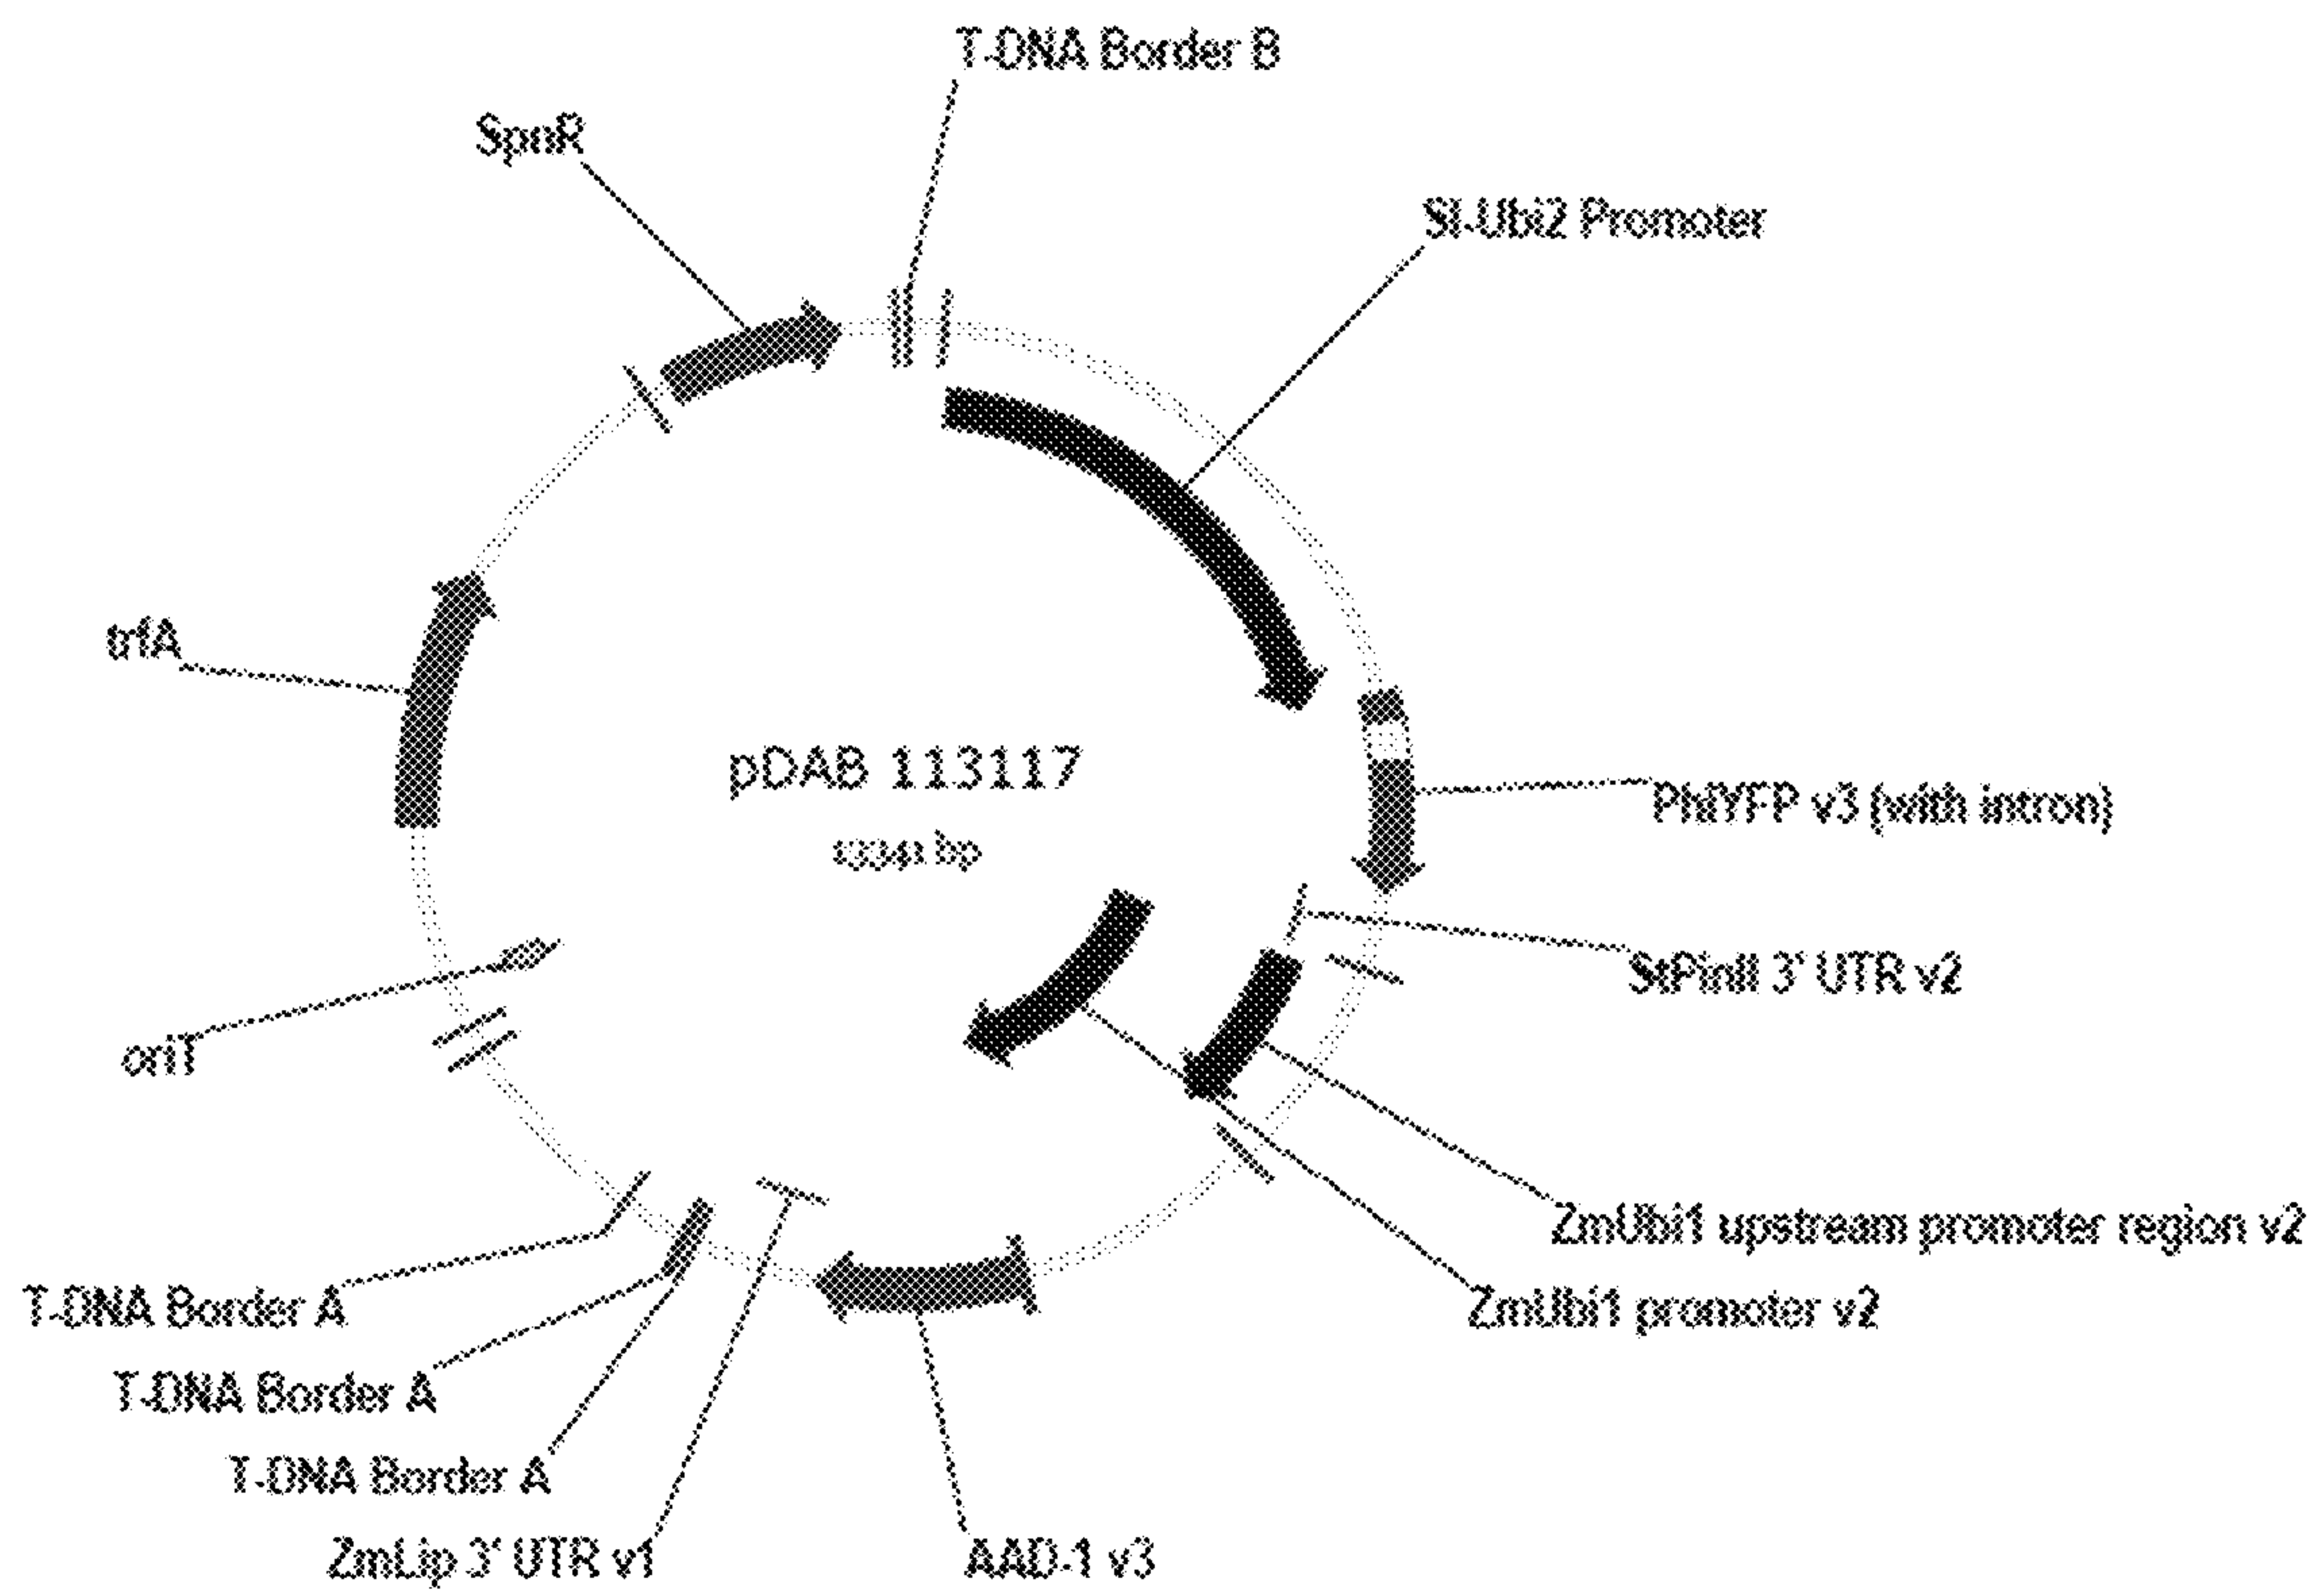 T-DNA Border B
SpnR
SI-Ubi2 Promoter
trfA
pDAB 113117
PhiYFP v3 (with intron)
bp
StPinII 3' UTR v2
oriT
ZmUbi1 upstream promoter region v2
T-DNA Border A
ZmUbi1 promoter v2
T-DNA Border A
T-DNA Border A
ZmLip 3' UTR v1
AAD-1 v3